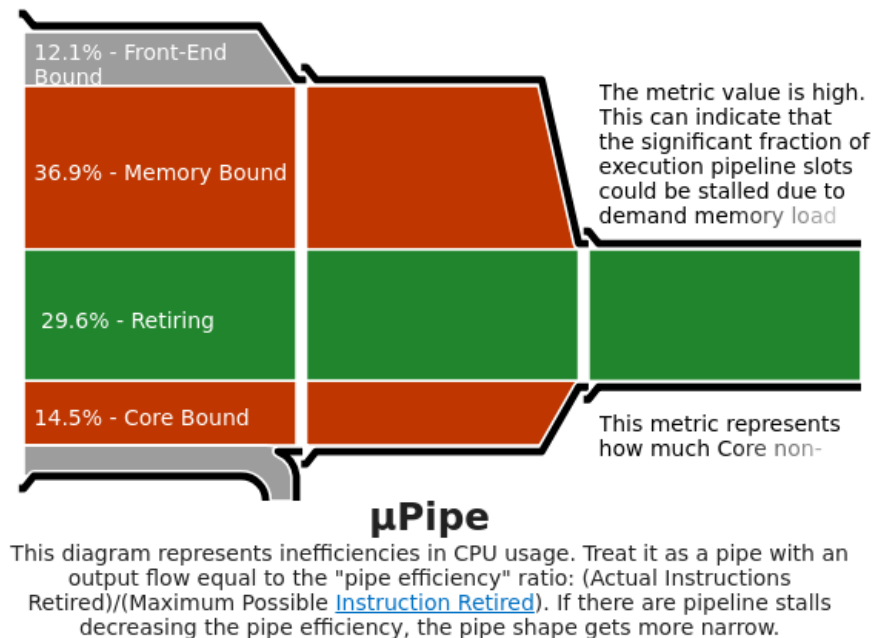 12.1% - Front-End
Bound
36.9% - Memory Bound
29.6% - Retiring
14.5% - Core Bound
The metric value is high.
This can indicate that
the significant fraction of
execution pipeline slots
could be stalled due to
demand memory load
This metric represents
how much Core non-
µPipe
This diagram represents inefficiencies in CPU usage. Treat it as a pipe with an
output flow equal to the "pipe efficiency" ratio: (Actual Instructions
Retired)/(Maximum Possible Instruction Retired). If there are pipeline stalls
decreasing the pipe efficiency, the pipe shape gets more narrow.